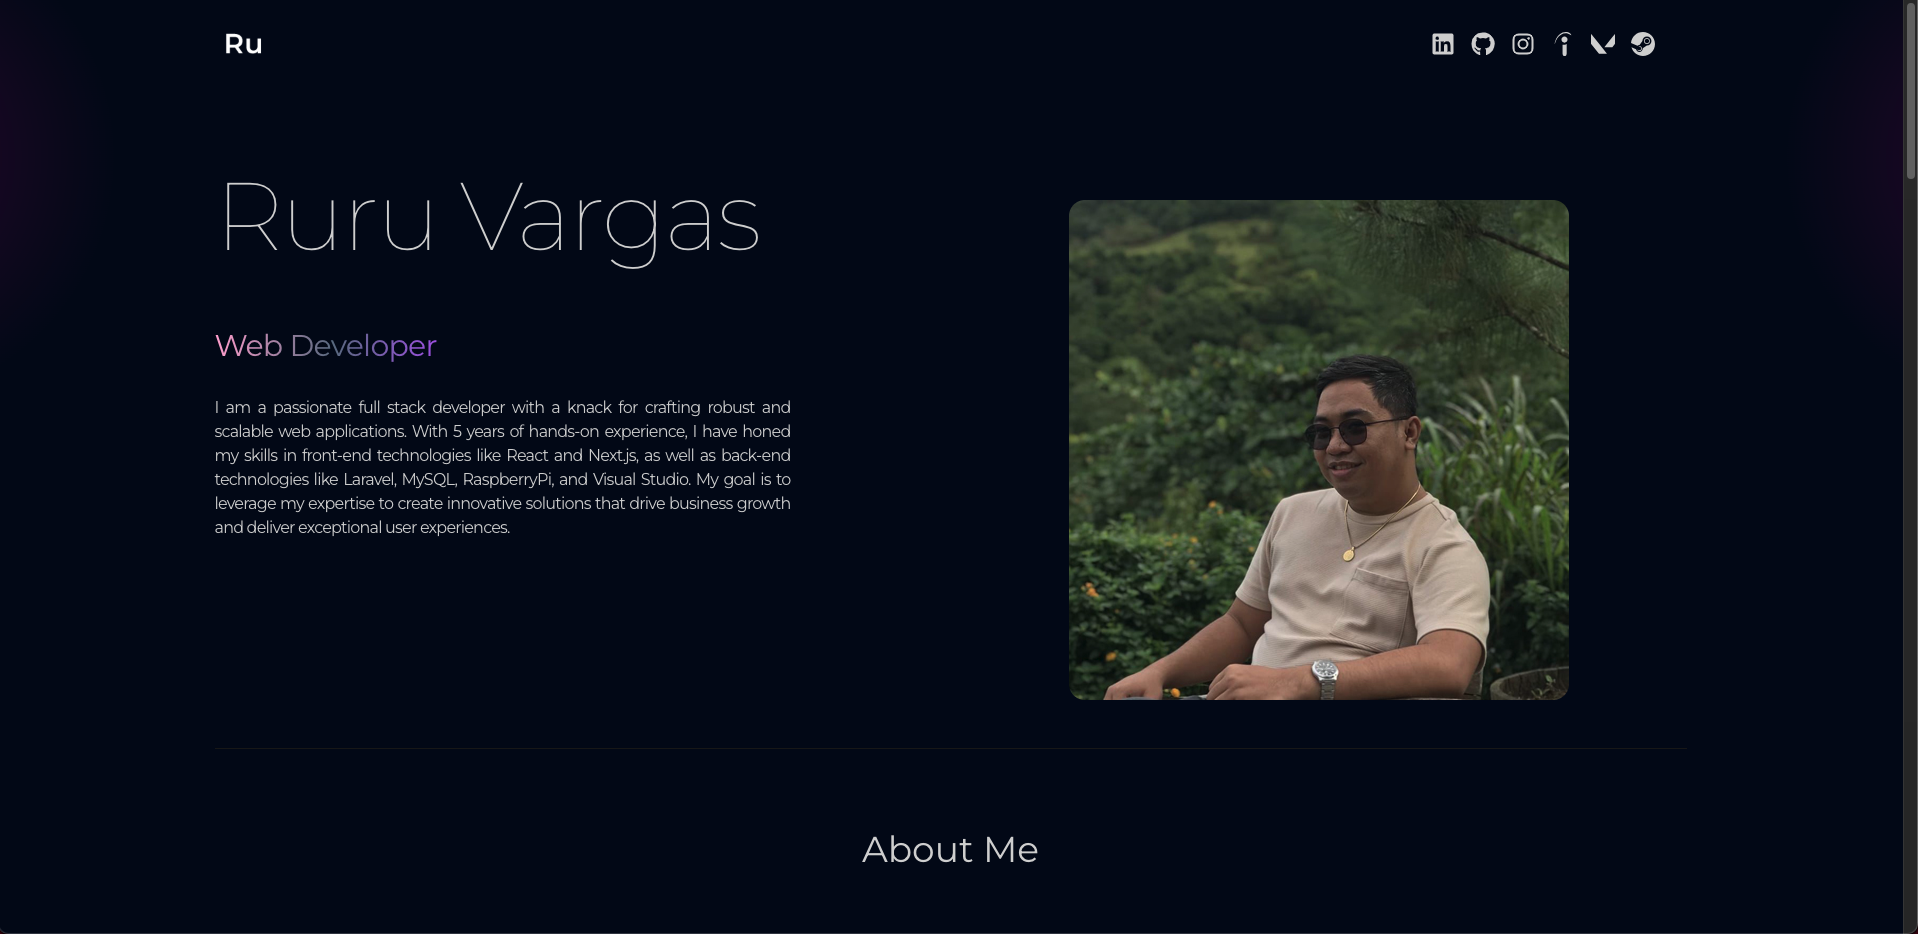 Ru
Ruru Vargas
Web Developer
I am a passionate full stack developer with a knack for crafting robust and
scalable web applications. With 5 years of hands-on experience, I have honed
my skills in front-end technologies like React and Next.js, as well as back-end
technologies like Laravel, MySQL, RaspberryPi, and Visual Studio. My goal is to
leverage my expertise to create innovative solutions that drive business growth
and deliver exceptional user experiences.
About Me